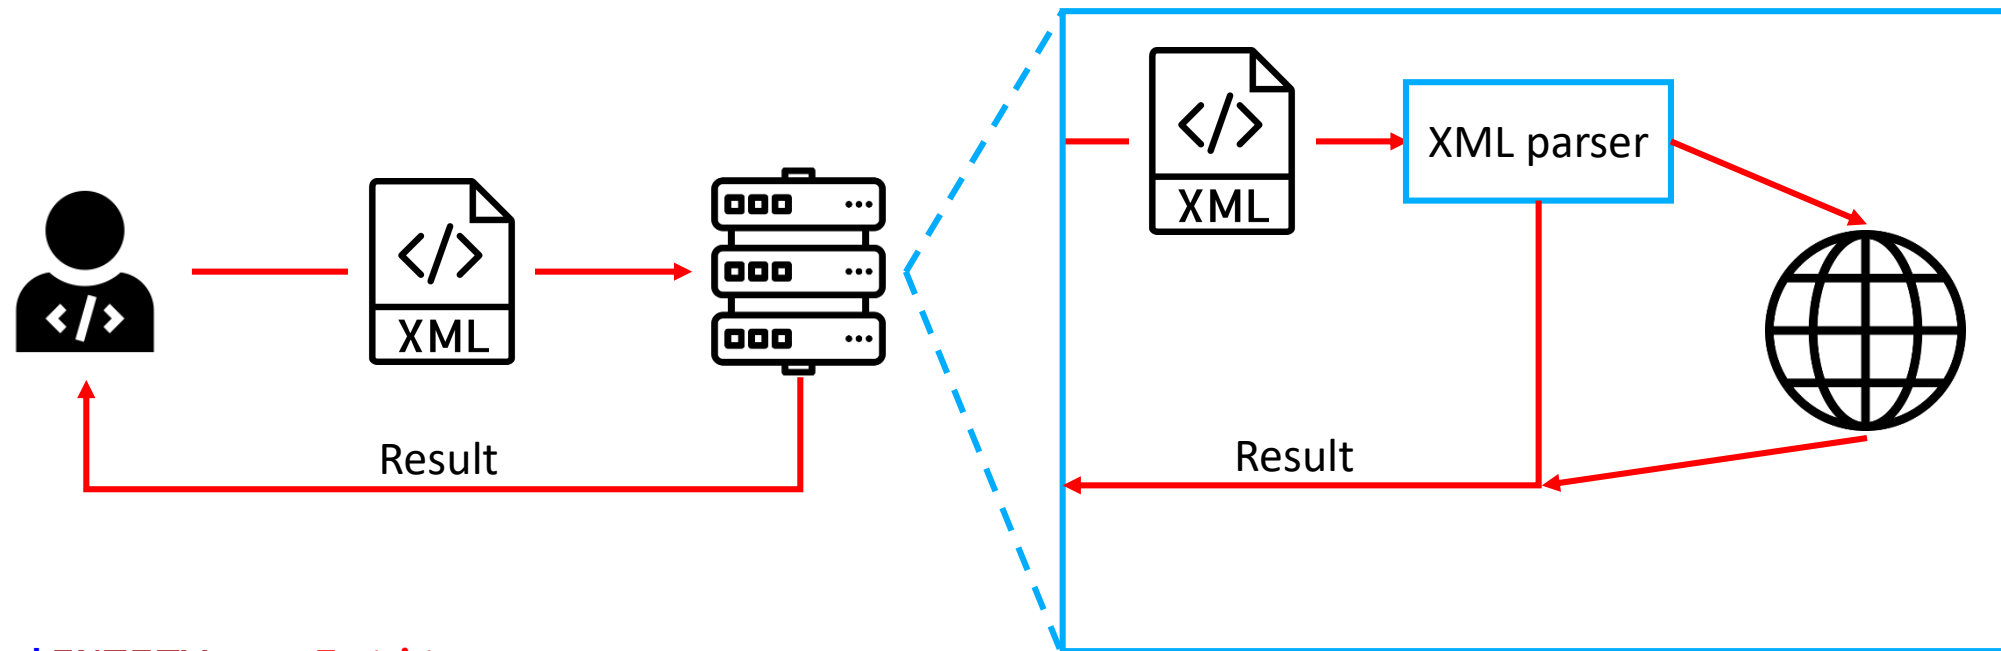 XML
XML
XML parser
Result
Result